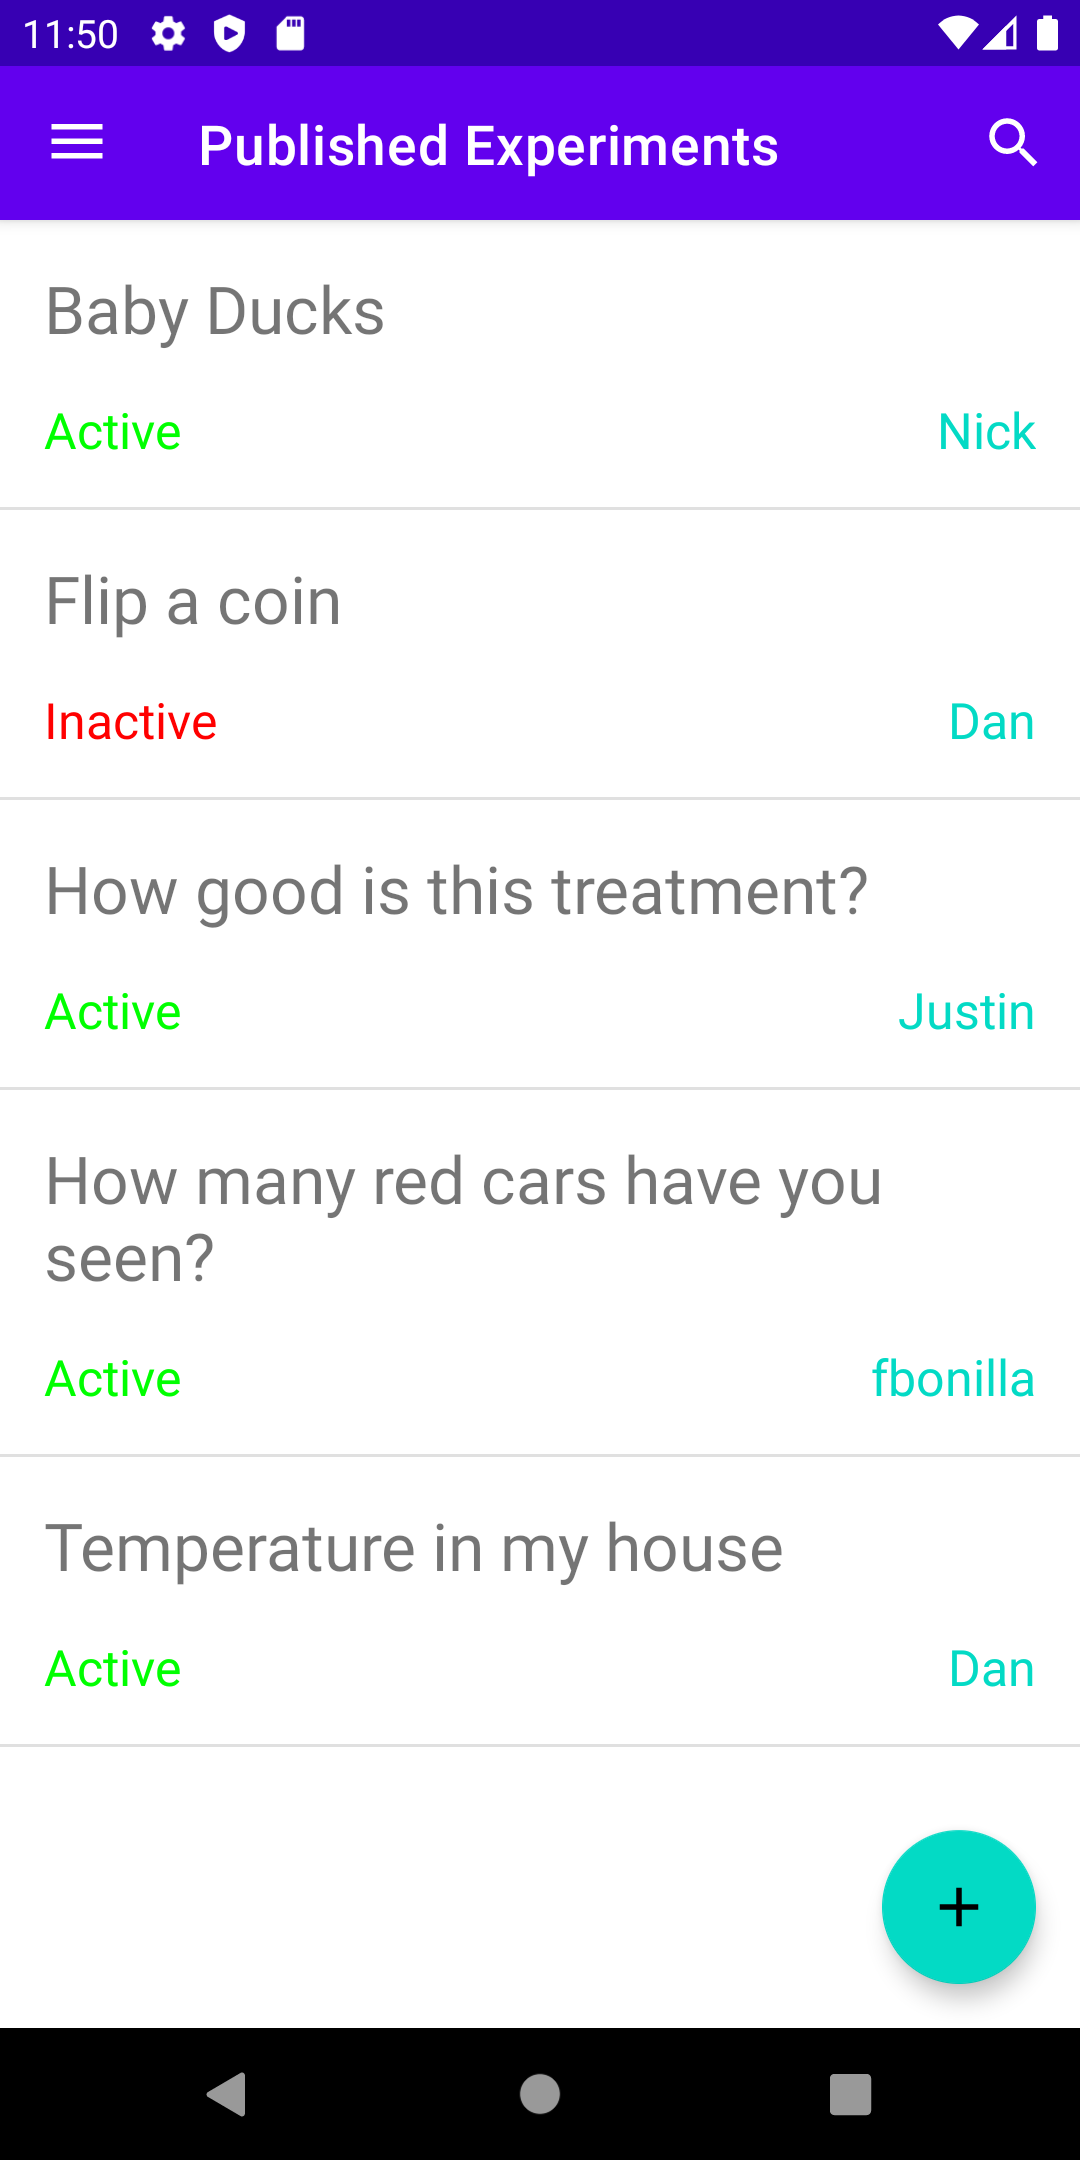 11:50
Published Experiments
Baby Ducks
Active
Nick
Flip a coin
Inactive
Dan
How good is this treatment?
Active
Justin
How many red cars have you
seen?
Active
fbonilla
Temperature in my house
Active
Dan